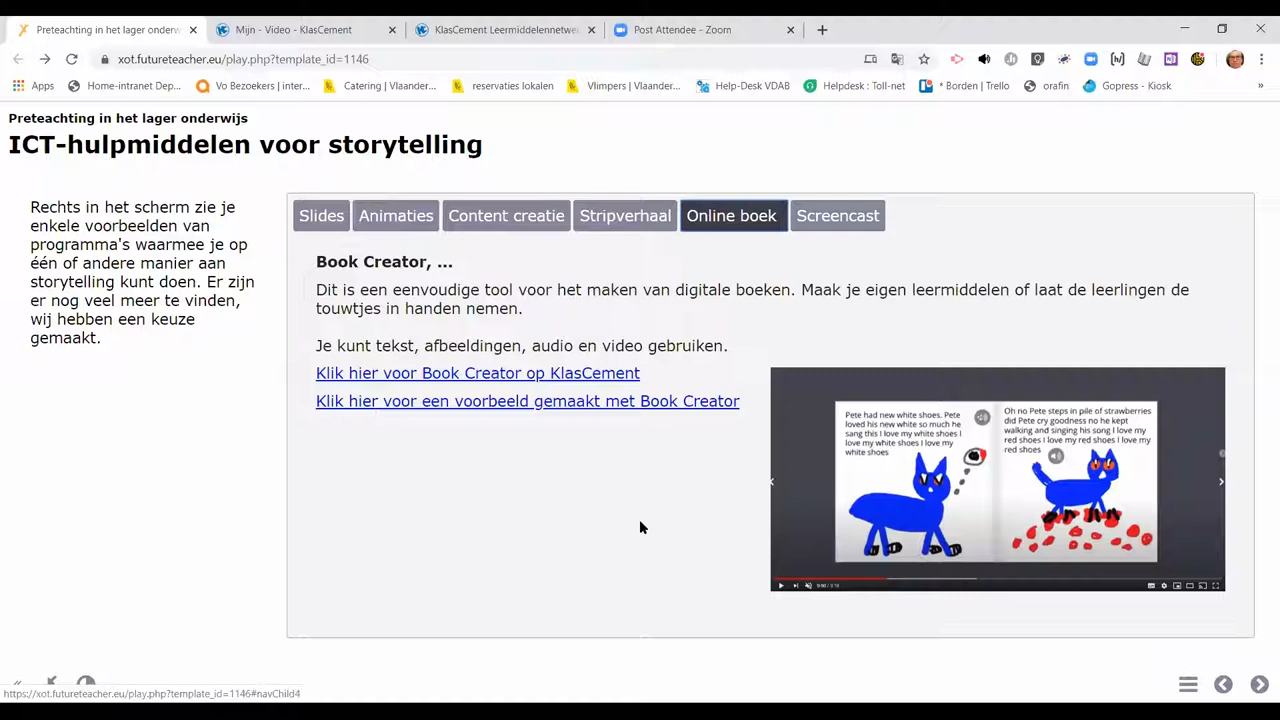 Preteachting in het lager onderw
Mijn - Video - KlasCement
KlasCement Leermiddelennetwe
Post Attendee - Zoom
xot.futureteacher.eu/play.php?template_id=1146
Apps
Home-intranet Dep...
Vo Bezoekers | inter...
Catering | Vlaander...
reservaties lokalen
Vlimpers | Vlaander...
Help-Desk VDAB
Helpdesk : Toll-net
* Borden | Trello
orafin
Gopress - Kiosk
Preteachting in het lager onderwijs
ICT-hulpmiddelen voor storytelling
Rechts in het scherm zie je
enkele voorbeelden van
programma's waarmee je op
één of andere manier aan
storytelling kunt doen. Er zijn
er nog veel meer te vinden,
wij hebben een keuze
gemaakt.
Slides
Animaties
Content creatie
Stripverhaal
Online boek
Screencast
Book Creator, ...
Dit is een eenvoudige tool voor het maken van digitale boeken. Maak je eigen leermiddelen of laat de leerlingen de
touwtjes in handen nemen.
Je kunt tekst, afbeeldingen, audio en video gebruiken.
Klik hier voor Book Creator op KlasCement
Klik hier voor een voorbeeld gemaakt met Book Creator
Pete had new white shoes. Pete
loved his new white so much he
sang this I love my white shoes I
love my white shoes I love my
white shoes
Oh no Pete steps in pile of strawberries
did Pete cry goodness no he kept
walking and singing his song I love my
red shoes I love my red shoes I love my
red shoes
https://xot.futureteacher.eu/play.php?template_id=1146#navChild4